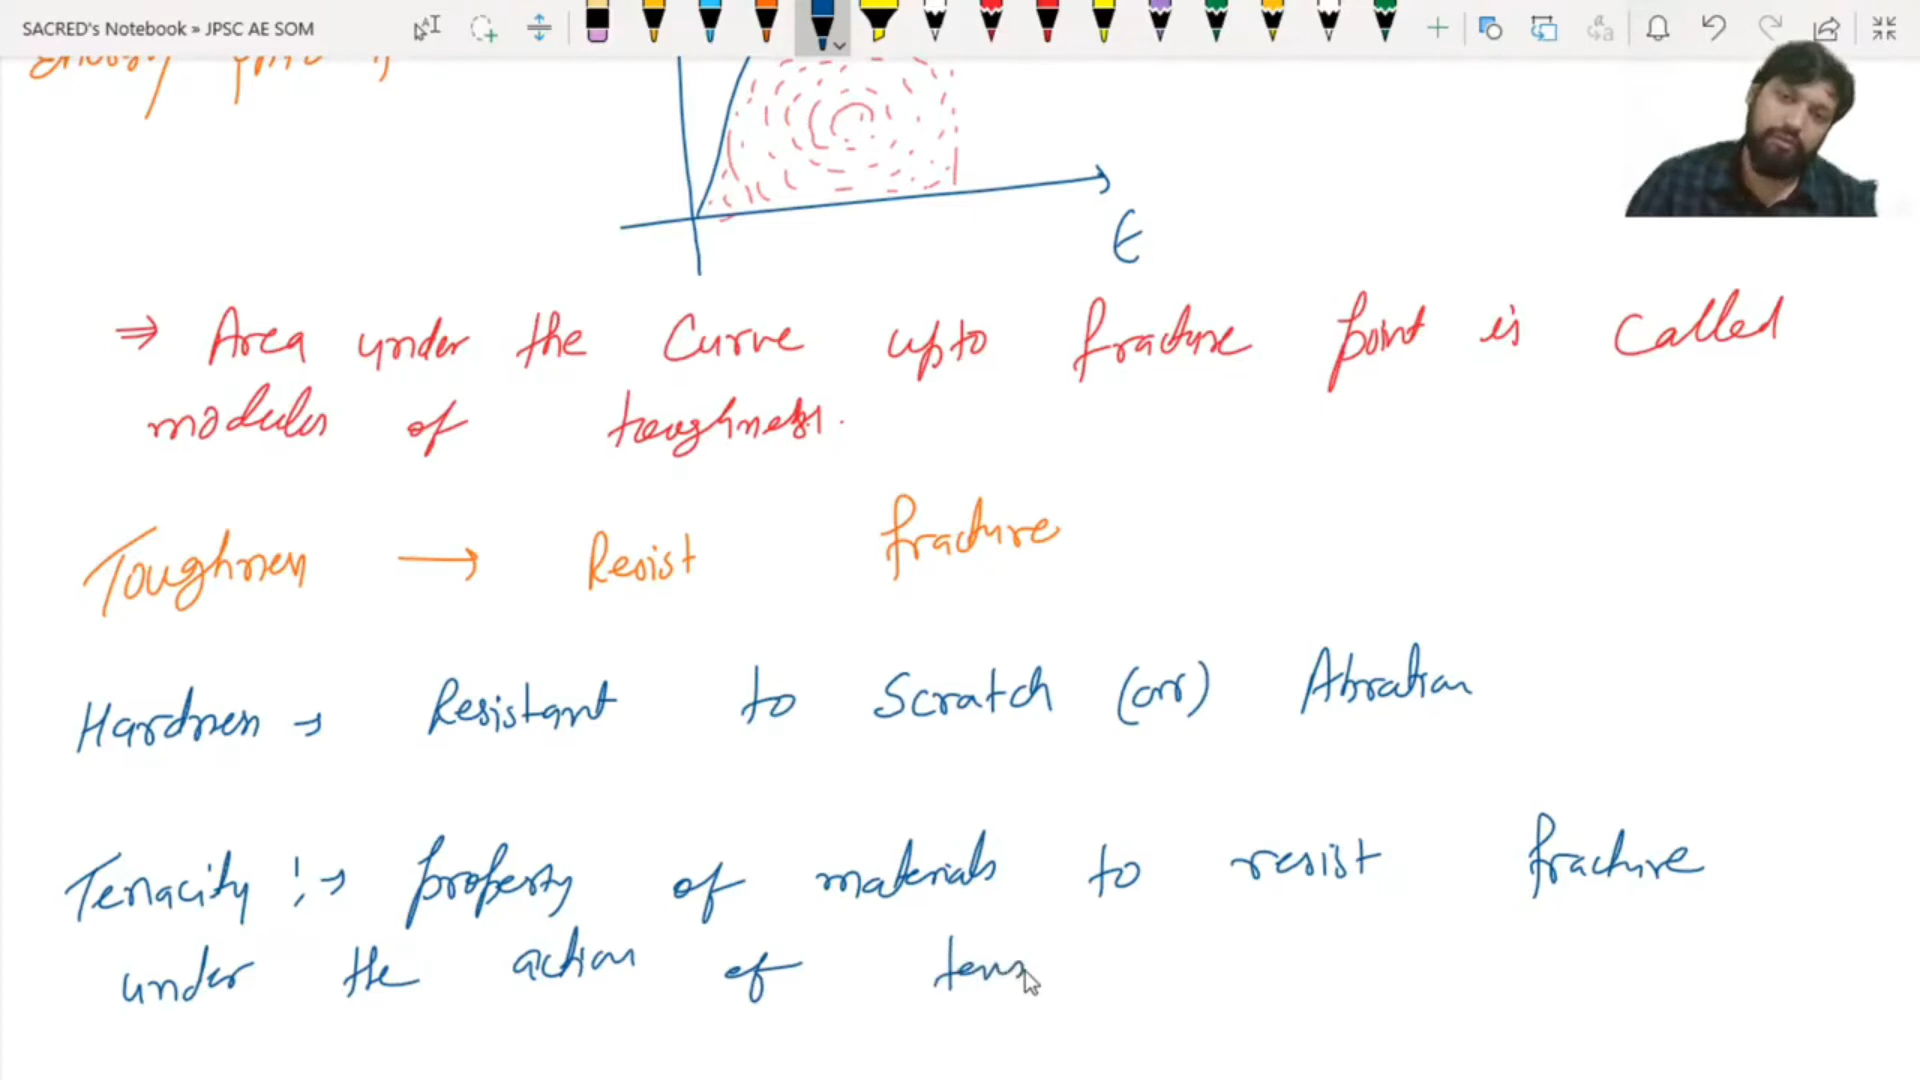 SACRED's Notebook » JPSC AE SOM
ε
⇒ Area under the Curve upto fracture point is called
modulus of toughness.
Toughness → Resist fracture
Hardness → Resistant to Scratch (or) Abration
Tenacity :→ property of materials to resist fracture
under the action of tens